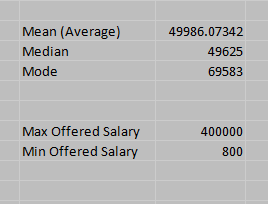 Mean (Average) 49986.07342
Median 49625
Mode 69583
Max Offered Salary 400000
Min Offered Salary 800